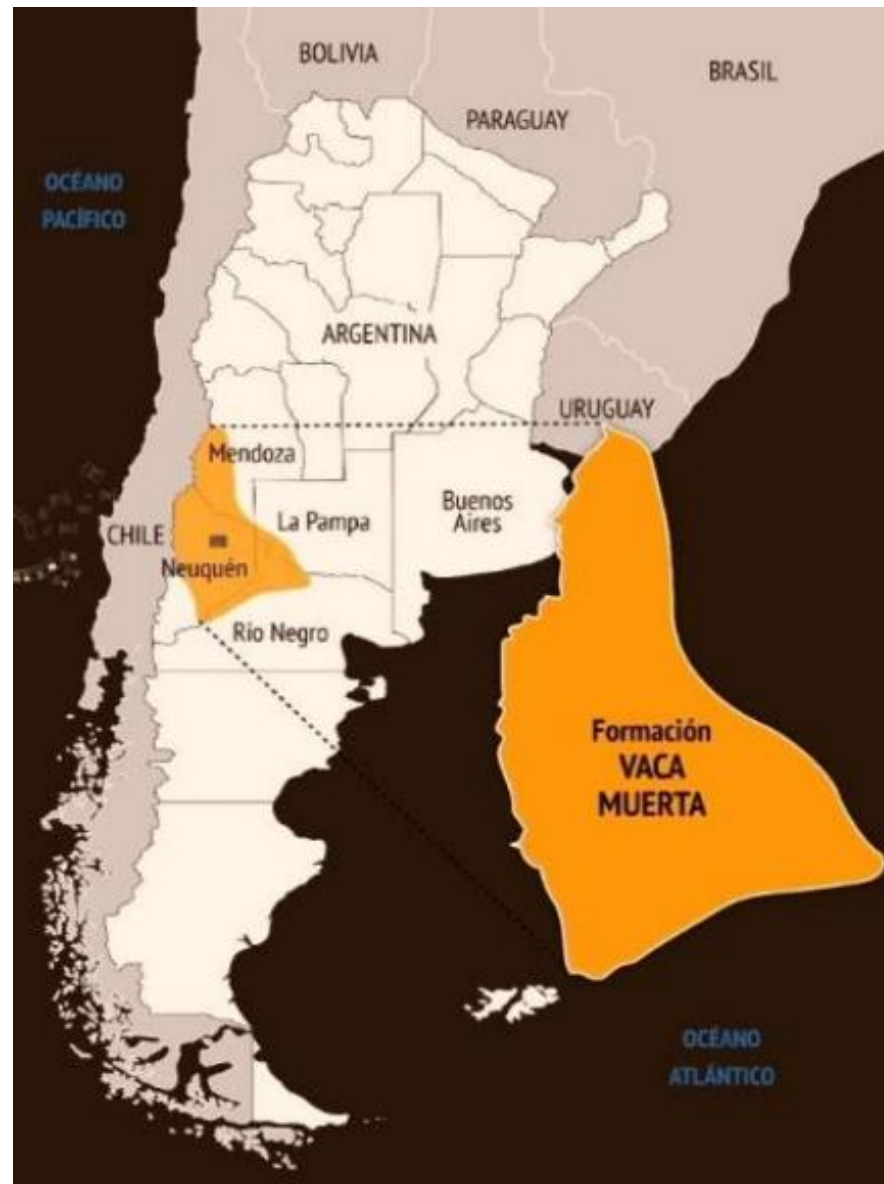 BOLIVIA
BRASIL
PARAGUAY
OCÉANO
PACÍFICO
ARGENTINA
URUGUAY
Mendoza
Buenos
Aires
La Pampa
CHILE
Neuquén
Río Negro
Formación
VACA
MUERTA
OCÉANO
ATLÁNTICO